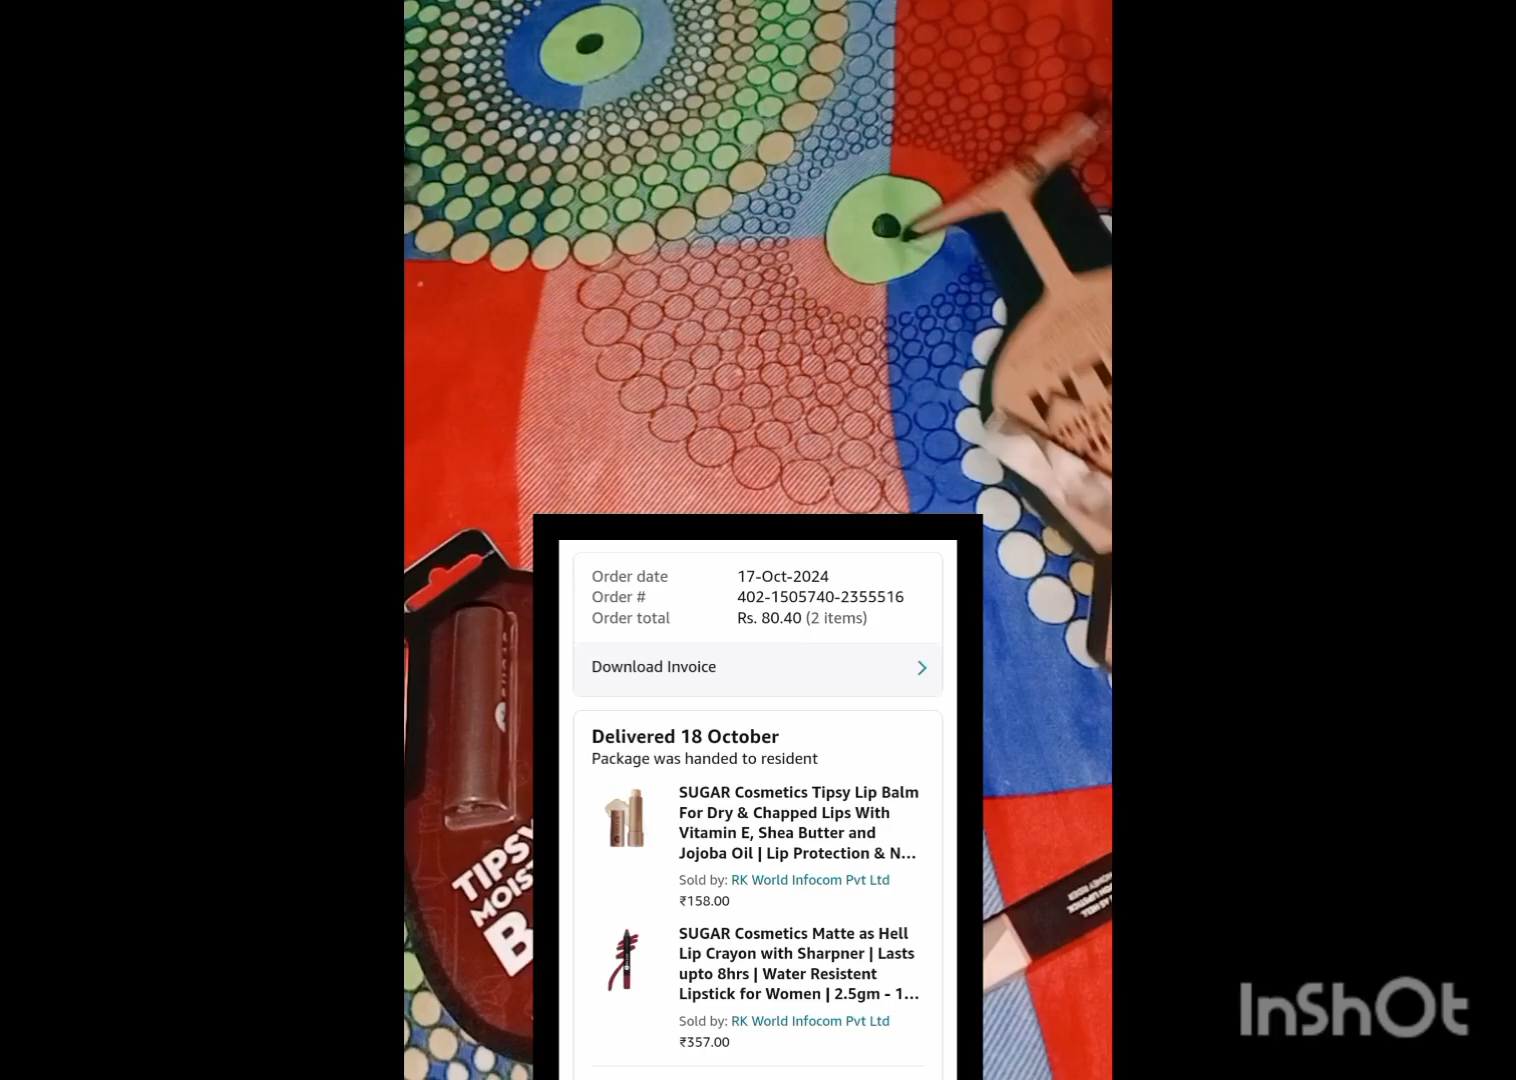 Order date 17-Oct-2024
Order # 402-1505740-2355516
Order total Rs. 80.40 (2 items)
Download Invoice
Delivered 18 October
Package was handed to resident
SUGAR Cosmetics Tipsy Lip Balm
For Dry & Chapped Lips With
Vitamin E, Shea Butter and
Jojoba Oil | Lip Protection & N...
Sold by: RK World Infocom Pvt Ltd
₹158.00
SUGAR Cosmetics Matte as Hell
Lip Crayon with Sharpner | Lasts
upto 8hrs | Water Resistent
Lipstick for Women | 2.5gm - 1...
Sold by: RK World Infocom Pvt Ltd
₹357.00
TIPSY
MOIS
B
InShOt